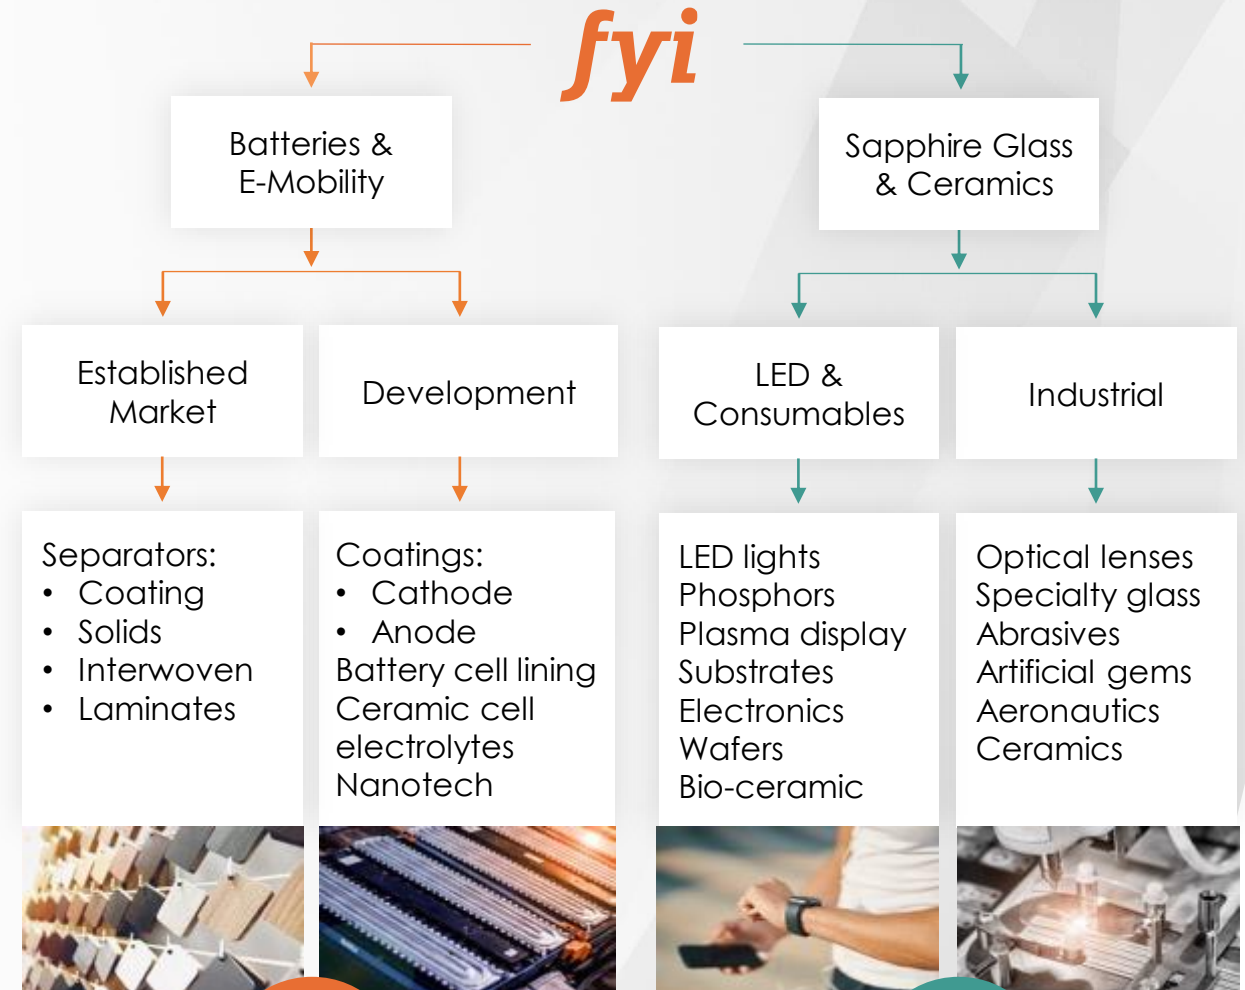 fyi
Batteries &
E-Mobility
Sapphire Glass
& Ceramics
Established
Market
Development
LED &
Consumables
Industrial
Separators:
• Coating
• Solids
• Interwoven
• Laminates
Coatings:
• Cathode
• Anode
Battery cell lining
Ceramic cell
electrolytes
Nanotech
LED lights
Phosphors
Plasma display
Substrates
Electronics
Wafers
Bio-ceramic
Optical lenses
Specialty glass
Abrasives
Artificial gems
Aeronautics
Ceramics